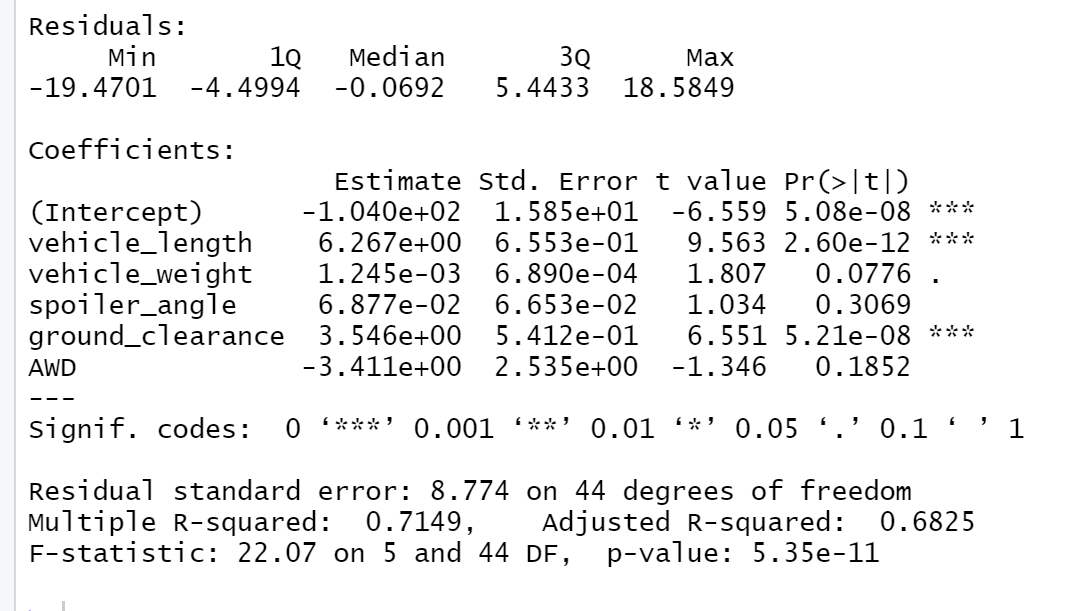 Residuals:
     Min       1Q   Median       3Q      Max
-19.4701  -4.4994  -0.0692   5.4433  18.5849

Coefficients:
                   Estimate Std. Error t value Pr(>|t|)
(Intercept)      -1.040e+02  1.585e+01  -6.559 5.08e-08 ***
vehicle_length    6.267e+00  6.553e-01   9.563 2.60e-12 ***
vehicle_weight    1.245e-03  6.890e-04   1.807   0.0776 .
spoiler_angle     6.877e-02  6.653e-02   1.034   0.3069
ground_clearance  3.546e+00  5.412e-01   6.551 5.21e-08 ***
AWD              -3.411e+00  2.535e+00  -1.346   0.1852
---
Signif. codes:  0 ‘***’ 0.001 ‘**’ 0.01 ‘*’ 0.05 ‘.’ 0.1 ‘ ’ 1

Residual standard error: 8.774 on 44 degrees of freedom
Multiple R-squared:  0.7149,    Adjusted R-squared:  0.6825
F-statistic: 22.07 on 5 and 44 DF,  p-value: 5.35e-11